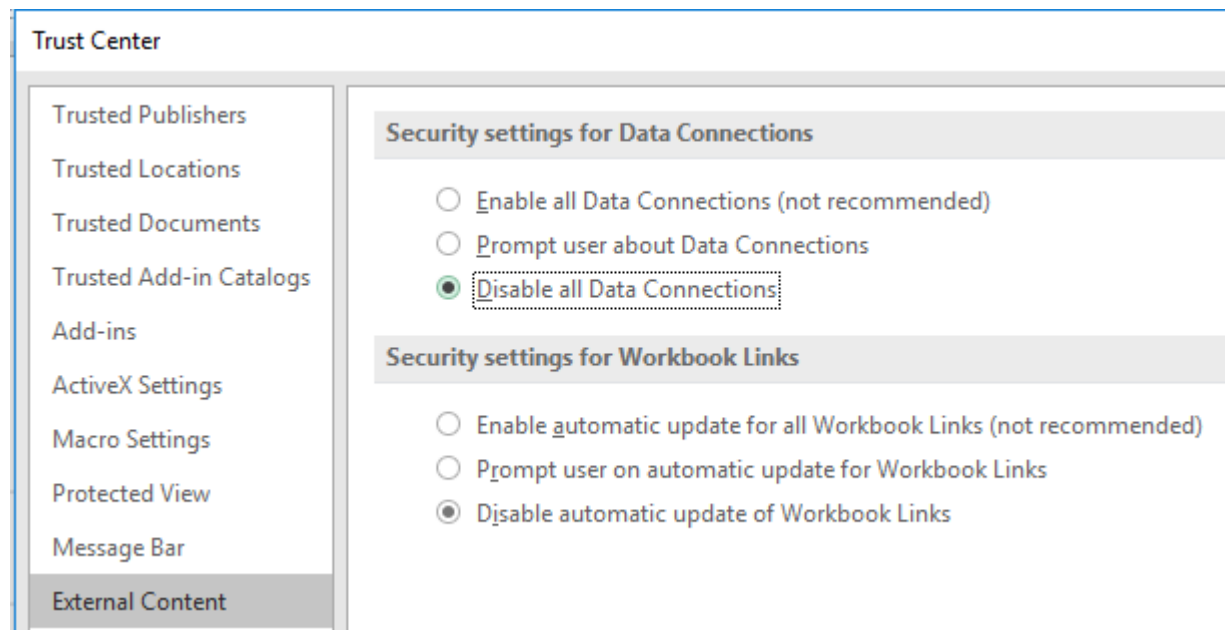 Trust Center
Trusted Publishers
Trusted Locations
Trusted Documents
Trusted Add-in Catalogs
Add-ins
ActiveX Settings
Macro Settings
Protected View
Message Bar
External Content
Security settings for Data Connections
Enable all Data Connections (not recommended)
Prompt user about Data Connections
Disable all Data Connections
Security settings for Workbook Links
Enable automatic update for all Workbook Links (not recommended)
Prompt user on automatic update for Workbook Links
Disable automatic update of Workbook Links